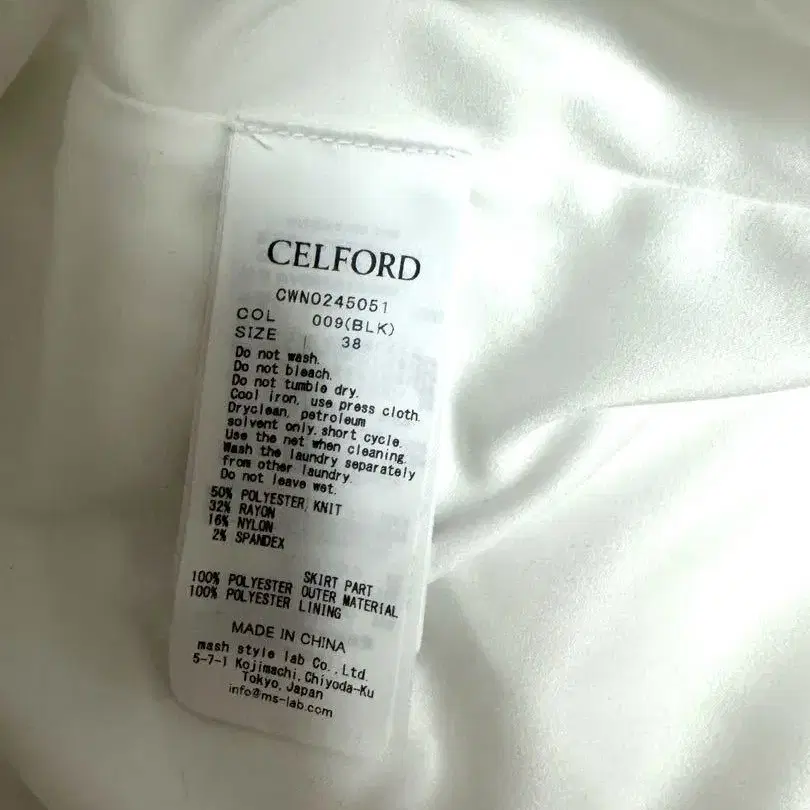 CELFORD
CWNO245051
COL 009(BLK)
SIZE 38
Do not wash.
Do not bleach.
Do not tumble dry.
Cool iron, use press cloth.
Dryclean, petroleum
solvent only, short cycle.
Use the net when cleaning.
Wash the laundry separately
from other laundry.
Do not leave wet.
50% POLYESTER KNIT
32% RAYON
16% NYLON
2% SPANDEX
SKIRT PART
100% POLYESTER OUTER MATERIAL
100% POLYESTER LINING
MADE IN CHINA
mash style lab Co., Ltd.
5-7-1 Kojimachi, Chiyoda-Ku
Tokyo, Japan
info@ms-lab.com